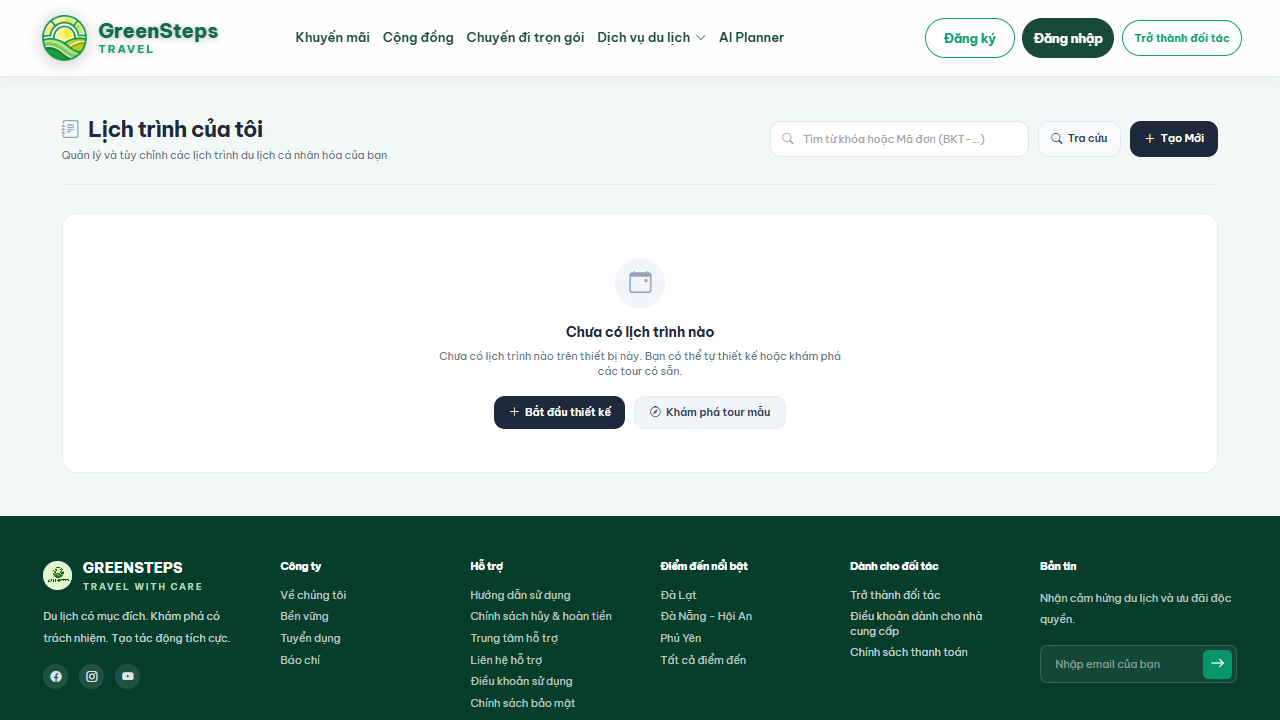 GreenSteps
TRAVEL
Khuyến mãi
Cộng đồng
Chuyến đi trọn gói
Dịch vụ du lịch
AI Planner
Đăng ký
Đăng nhập
Trở thành đối tác
Lịch trình của tôi
Quản lý và tùy chỉnh các lịch trình du lịch cá nhân hóa của bạn
Tìm từ khóa hoặc Mã đơn (BKT-...)
Tra cứu
Tạo Mới
Chưa có lịch trình nào
Chưa có lịch trình nào trên thiết bị này. Bạn có thể tự thiết kế hoặc khám phá
các tour có sẵn.
Bắt đầu thiết kế
Khám phá tour mẫu
GREENSTEPS
TRAVEL WITH CARE
Du lịch có mục đích. Khám phá có
trách nhiệm. Tạo tác động tích cực.
Công ty
Về chúng tôi
Bền vững
Tuyển dụng
Báo chí
Hỗ trợ
Hướng dẫn sử dụng
Chính sách hủy & hoàn tiền
Trung tâm hỗ trợ
Liên hệ hỗ trợ
Điều khoản sử dụng
Chính sách bảo mật
Điểm đến nổi bật
Đà Lạt
Đà Nẵng - Hội An
Phú Yên
Tất cả điểm đến
Dành cho đối tác
Trở thành đối tác
Điều khoản dành cho nhà
cung cấp
Chính sách thanh toán
Bản tin
Nhận cảm hứng du lịch và ưu đãi độc
quyền.
Nhập email của bạn